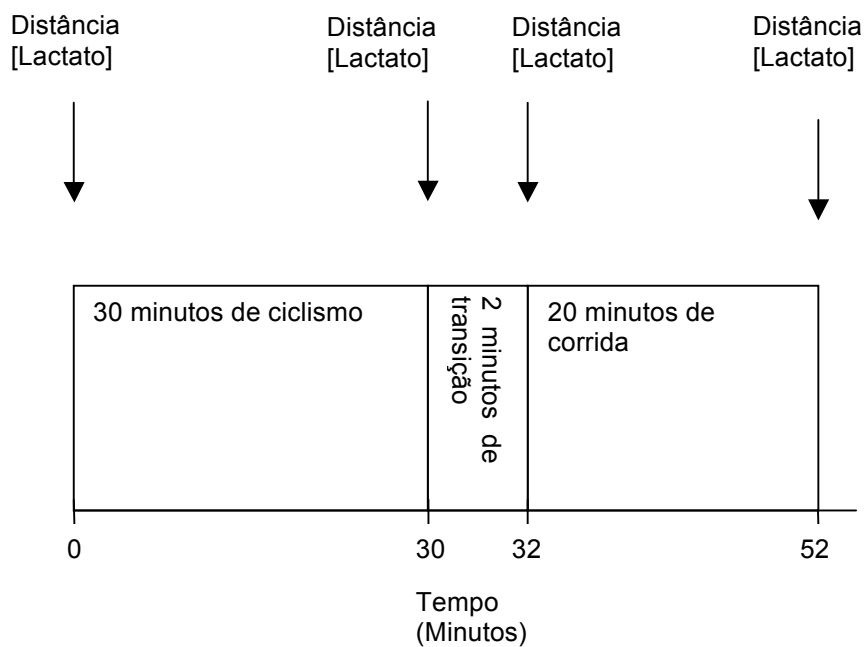 Distância
[Lactato]
Distância
[Lactato]
Distância
[Lactato]
Distância
[Lactato]
30 minutos de ciclismo
2 minutos de
transição
20 minutos de
corrida
0
30
32
52
Tempo
(Minutos)